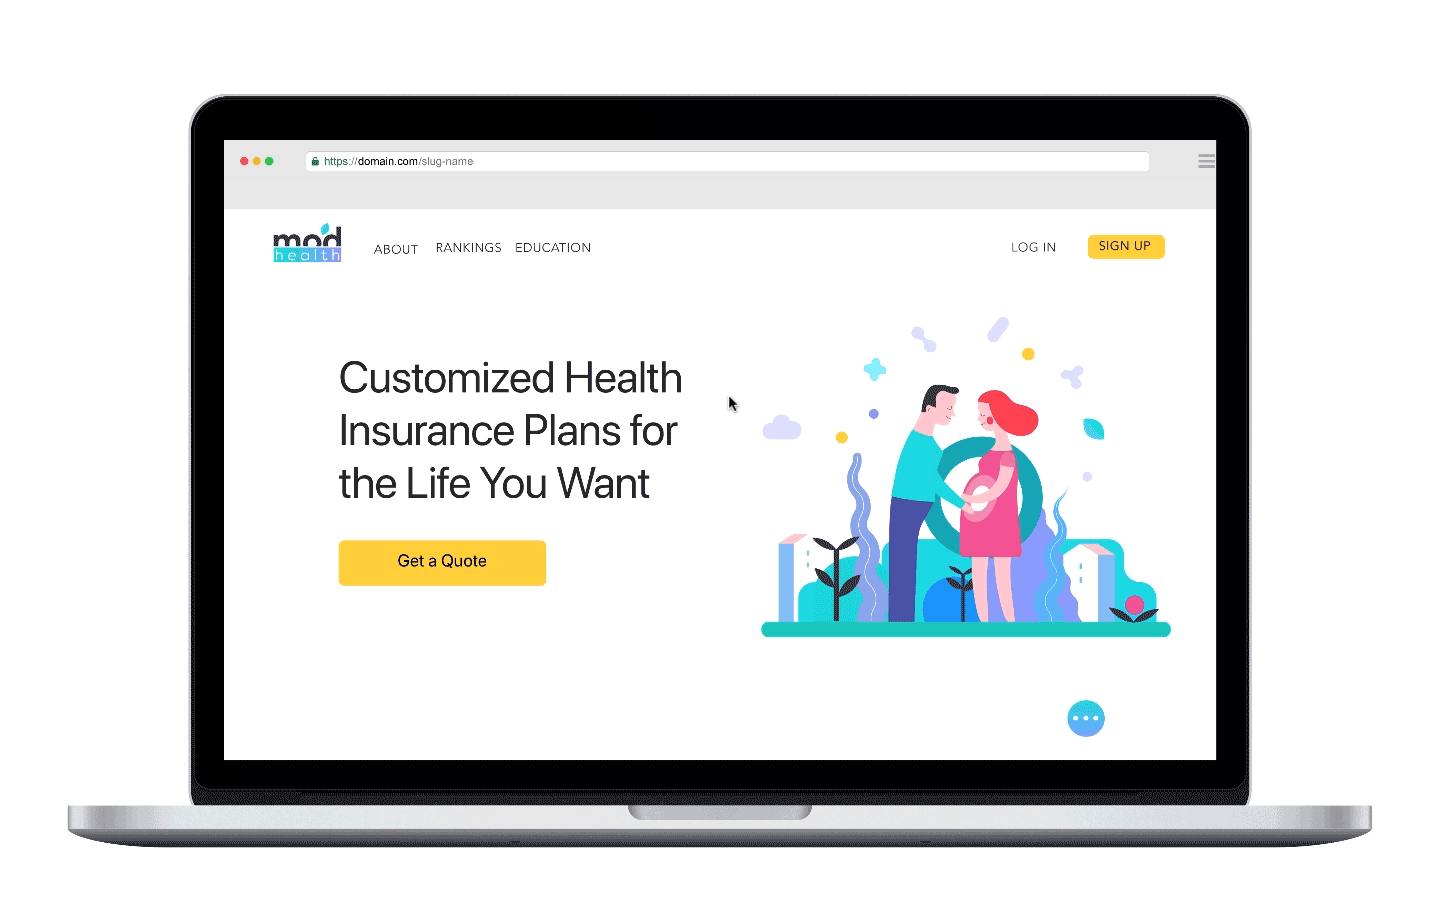 https://domain.com/slug-name
mod
health
ABOUT RANKINGS EDUCATION
LOG IN
SIGN UP
Customized Health
Insurance Plans for
the Life You Want
Get a Quote